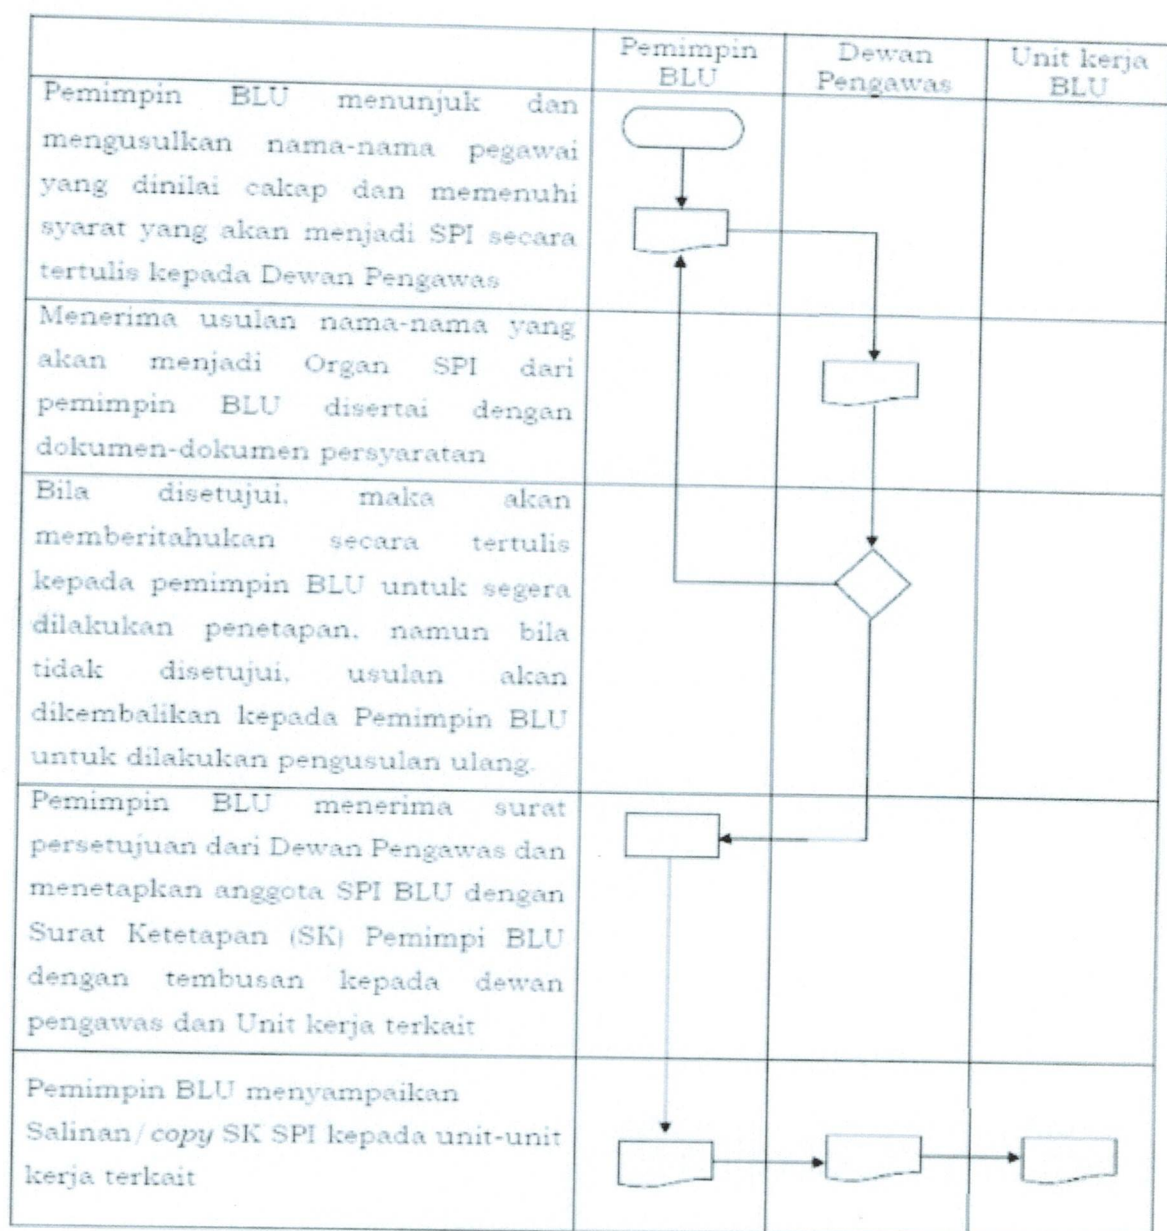 Pemimpin
BLU
Dewan
Pengawas
Unit kerja
BLU
Pemimpin BLU menunjuk dan
mengusulkan nama-nama pegawai
yang dinilai cakap dan memenuhi
syarat yang akan menjadi SPI secara
tertulis kepada Dewan Pengawas
Menerima usulan nama-nama yang
akan menjadi Organ SPI dari
pemimpin BLU disertai dengan
dokumen-dokumen persyaratan
Bila disetujui, maka akan
memberitahukan secara tertulis
kepada pemimpin BLU untuk segera
dilakukan penetapan, namun bila
tidak disetujui, usulan akan
dikembalikan kepada Pemimpin BLU
untuk dilakukan pengusulan ulang.
Pemimpin BLU menerima surat
persetujuan dari Dewan Pengawas dan
menetapkan anggota SPI BLU dengan
Surat Ketetapan (SK) Pemimpi BLU
dengan tembusan kepada dewan
pengawas dan Unit kerja terkait
Pemimpin BLU menyampaikan
Salinan/copy SK SPI kepada unit-unit
kerja terkait